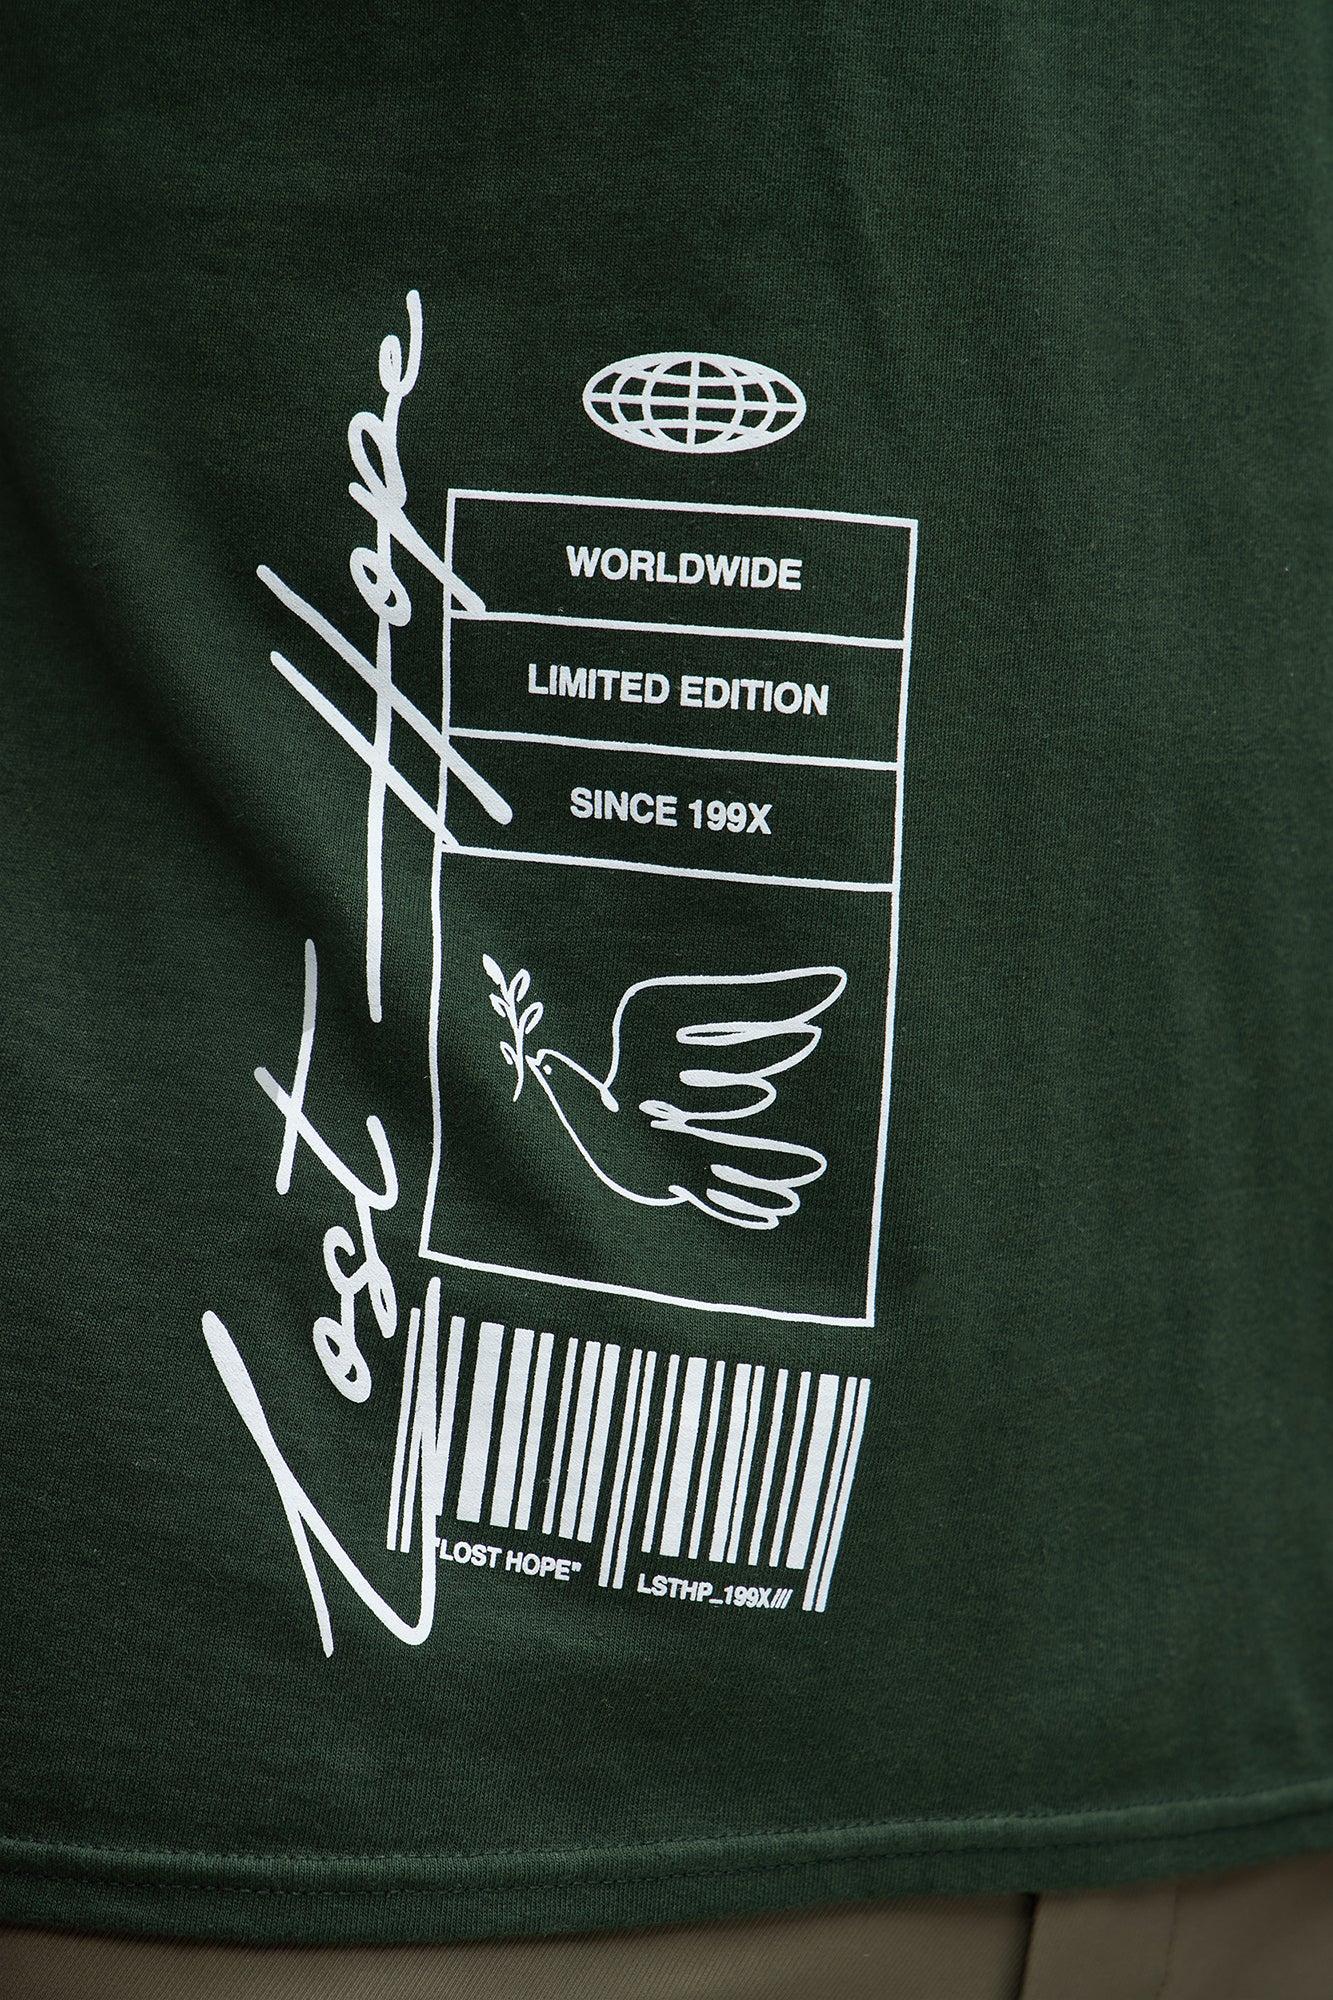 Lost Hope
WORLDWIDE
LIMITED EDITION
SINCE 199X
"LOST HOPE"
LSTHP_199X///